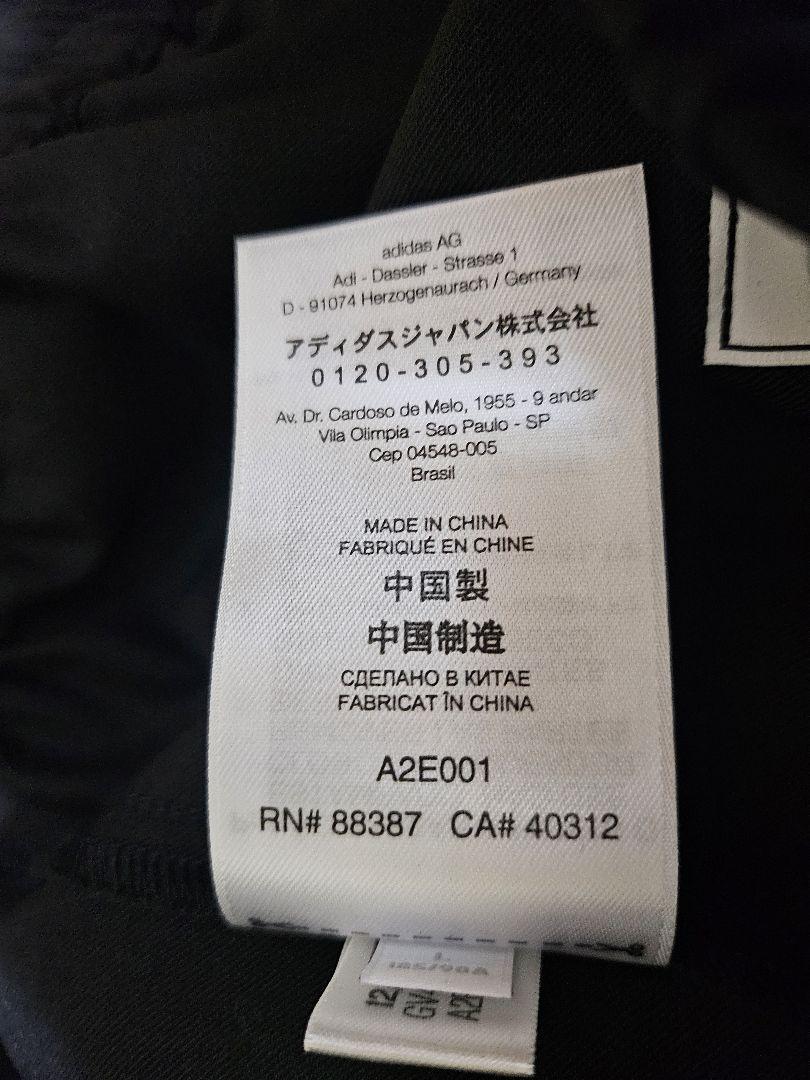 adidas AG
Adi - Dassler - Strasse 1
D - 91074 Herzogenaurach / Germany
アディダスジャパン株式会社
0120-305-393
Av. Dr. Cardoso de Melo, 1955 - 9 andar
Vila Olimpia - Sao Paulo - SP
Cep 04548-005
Brasil
MADE IN CHINA
FABRIQUÉ EN CHINE
中国製
中国制造
СДЕЛАНО В КИТАЕ
FABRICAT ÎN CHINA
A2E001
RN# 88387 CA# 40312